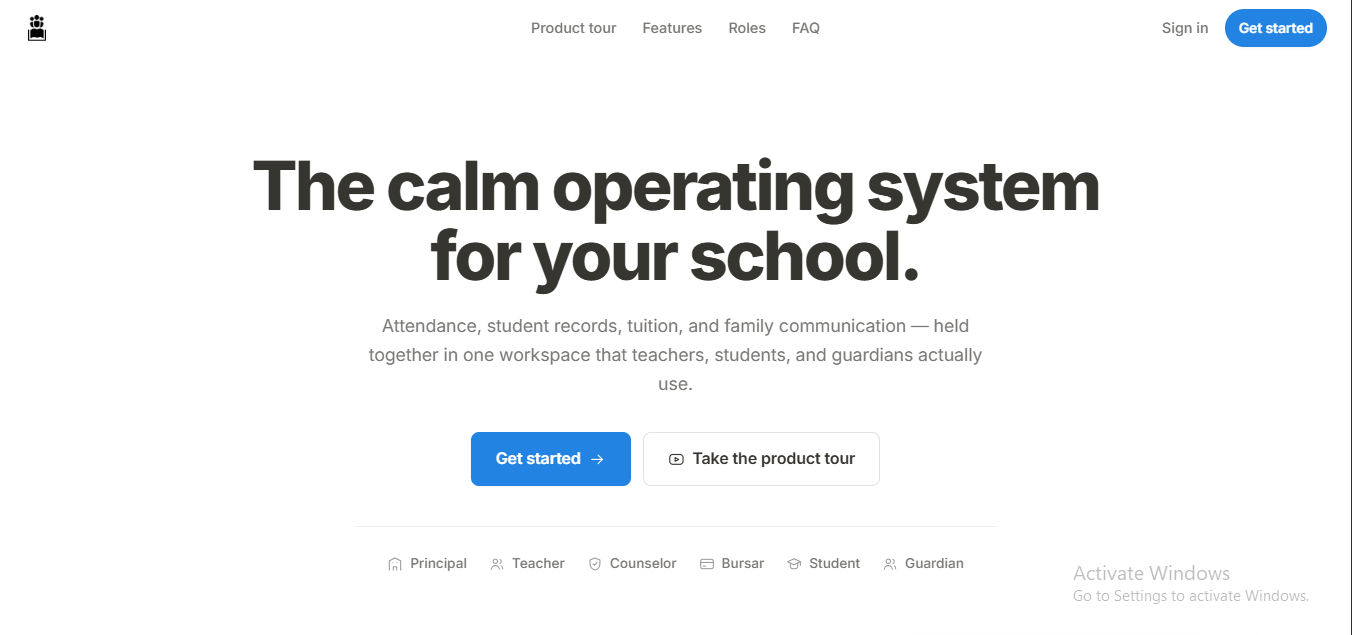 Product tour Features Roles FAQ Sign in Get started
The calm operating system
for your school.
Attendance, student records, tuition, and family communication — held
together in one workspace that teachers, students, and guardians actually
use.
Get started → Take the product tour
Principal Teacher Counselor Bursar Student Guardian
Activate Windows
Go to Settings to activate Windows.